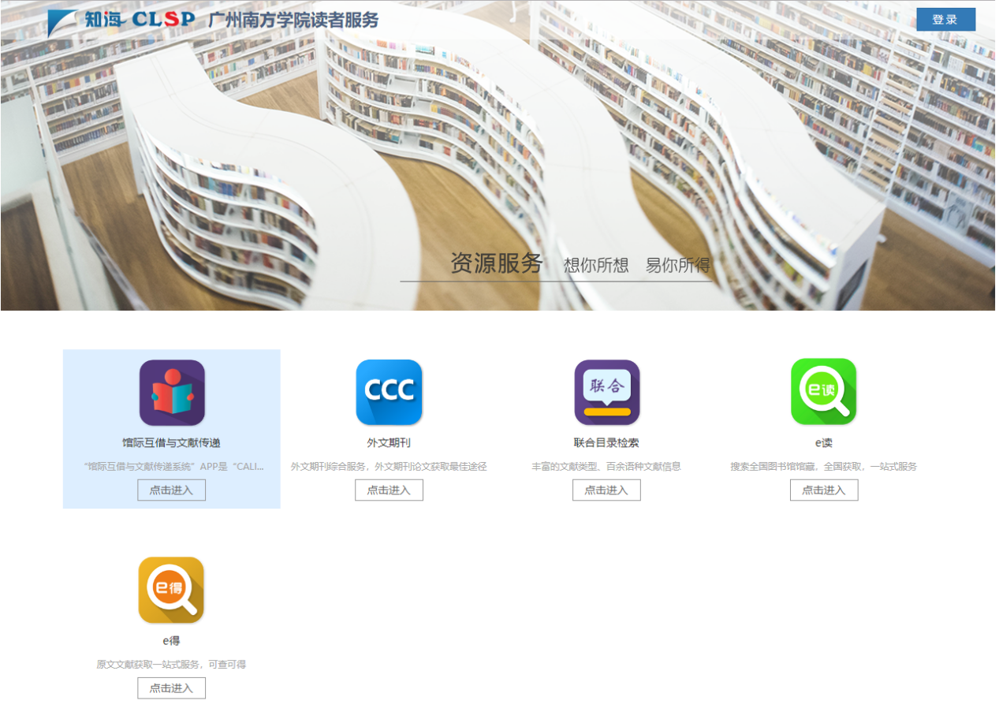 知海 CLSP 广州南方学院读者服务
登录
资源服务 想你所想 易你所得
CCC
联合
e读
馆际互借与文献传递
外文期刊
联合目录检索
e读
“馆际互借与文献传递系统”APP是“CALI...
外文期刊综合服务，外文期刊论文获取最佳途径
丰富的文献类型、百余语种文献信息
搜索全国图书馆馆藏，全国获取，一站式服务
点击进入
点击进入
点击进入
点击进入
e得
e得
原文文献获取一站式服务，可查可得
点击进入